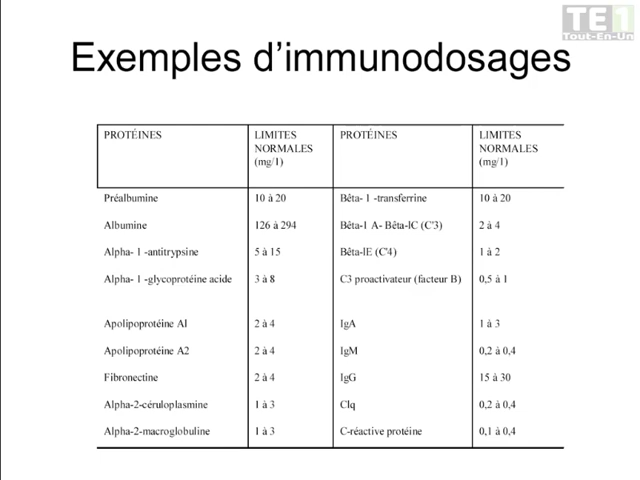 TE1
Tout-En-Un
Exemples d'immunodosages
PROTÉINES LIMITES NORMALES (mg/l) PROTÉINES LIMITES NORMALES (mg/l)
Préalbumine 10 à 20 Bêta- 1 -transferrine 10 à 20
Albumine 126 à 294 Bêta-1 A- Bêta-lC (C'3) 2 à 4
Alpha- 1 -antitrypsine 5 à 15 Bêta-lE (C'4) 1 à 2
Alpha- 1 -glycoprotéine acide 3 à 8 C3 proactivateur (facteur B) 0,5 à 1
Apolipoprotéine Al 2 à 4 IgA 1 à 3
Apolipoprotéine A2 2 à 4 IgM 0,2 à 0,4
Fibronectine 2 à 4 IgG 15 à 30
Alpha-2-céruloplasmine 1 à 3 Clq 0,2 à 0,4
Alpha-2-macroglobuline 1 à 3 C-réactive protéine 0,1 à 0,4